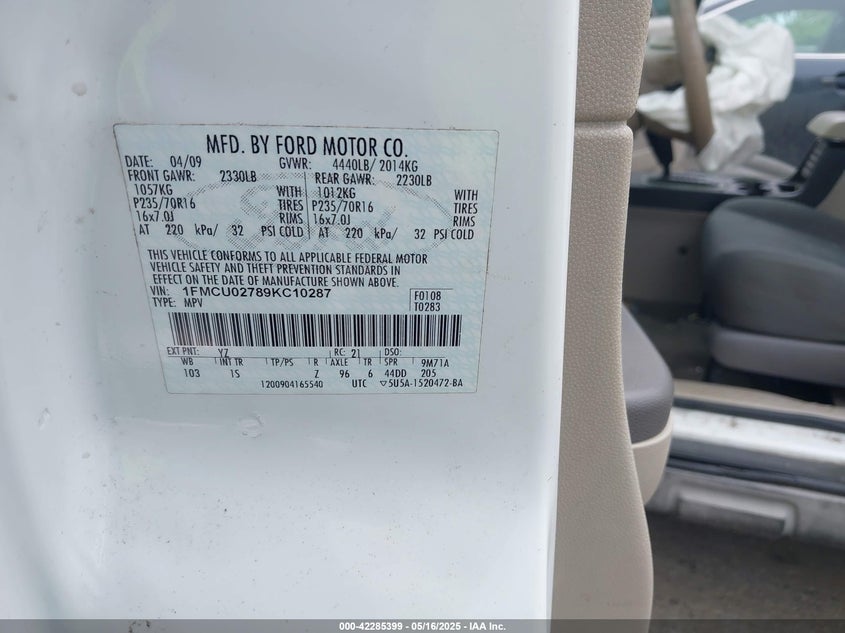 MFD. BY FORD MOTOR CO.
DATE: 04/09 GVWR: 4440LB/ 2014KG
FRONT GAWR: 2330LB REAR GAWR: 2230LB
1057KG WITH 1012KG WITH
P235/70R16 TIRES P235/70R16 TIRES
16x7.0J RIMS 16x7.0J RIMS
AT 220 kPa/ 32 PSI COLD AT 220 kPa/ 32 PSI COLD
THIS VEHICLE CONFORMS TO ALL APPLICABLE FEDERAL MOTOR
VEHICLE SAFETY AND THEFT PREVENTION STANDARDS IN
EFFECT ON THE DATE OF MANUFACTURE SHOWN ABOVE.
VIN: 1FMCU02789KC10287 F0108
TYPE: MPV T0283
EXT PNT: YZ RC: 21 DSO:
WB INT TR TP/PS R AXLE TR SPR 9M71A
103 IS Z 96 6 44DD 205
1200904165540 UTC ▽5U5A-1520472-BA
000-42285399 - 05/16/2025 - IAA Inc.